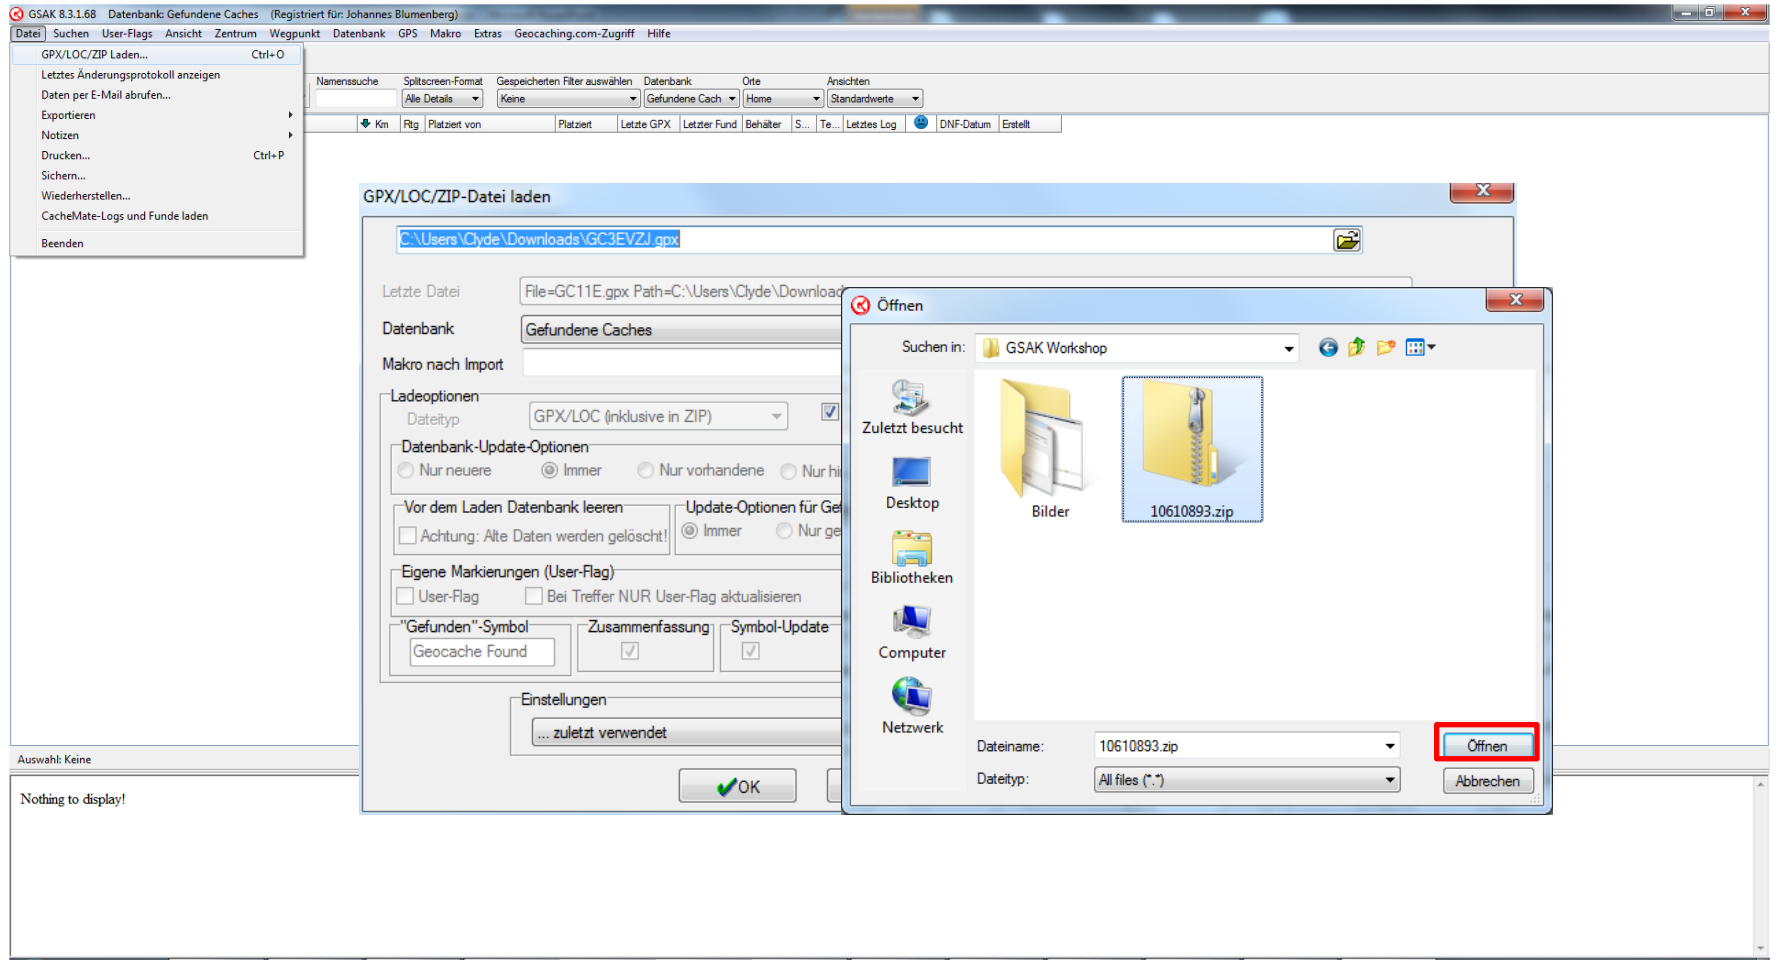 GSAK 8.3.1.68 Datenbank: Gefundene Caches (Registriert für: Johannes Blumenberg)
Datei Suchen User-Flags Ansicht Zentrum Wegpunkt Datenbank GPS Makro Extras Geocaching.com-Zugriff Hilfe
GPX/LOC/ZIP Laden... Ctrl+O
Letztes Änderungsprotokoll anzeigen
Daten per E-Mail abrufen...
Exportieren
Notizen
Drucken... Ctrl+P
Sichern...
Wiederherstellen...
CacheMate-Logs und Funde laden
Beenden
Namenssuche Splitscreen-Format Gespeicherten Filter auswählen Datenbank Orte Ansichten
Alle Details Keine Gefundene Cach Home Standardwerte
Km Rtg Platziert von Platziert Letzte GPX Letzter Fund Behälter S... Te... Letztes Log DNF-Datum Erstellt
GPX/LOC/ZIP-Datei laden
C:\Users\Clyde\Downloads\GC3EVZJ.gpx
Letzte Datei File=GC11E.gpx Path=C:\Users\Clyde\Download
Datenbank Gefundene Caches
Makro nach Import
Ladeoptionen
Dateityp GPX/LOC (inklusive in ZIP)
Datenbank-Update-Optionen
Nur neuere Immer Nur vorhandene Nur hi
Vor dem Laden Datenbank leeren Update-Optionen für Gef
Achtung: Alte Daten werden gelöscht! Immer Nur ge
Eigene Markierungen (User-Flag)
User-Flag Bei Treffer NUR User-Flag aktualisieren
"Gefunden"-Symbol Zusammenfassung Symbol-Update
Geocache Found
Einstellungen
... zuletzt verwendet
OK
Öffnen
Suchen in: GSAK Workshop
Zuletzt besucht
Desktop
Bibliotheken
Computer
Netzwerk
Bilder 10610893.zip
Dateiname: 10610893.zip Öffnen
Dateityp: All files (*.*) Abbrechen
Auswahl: Keine
Nothing to display!